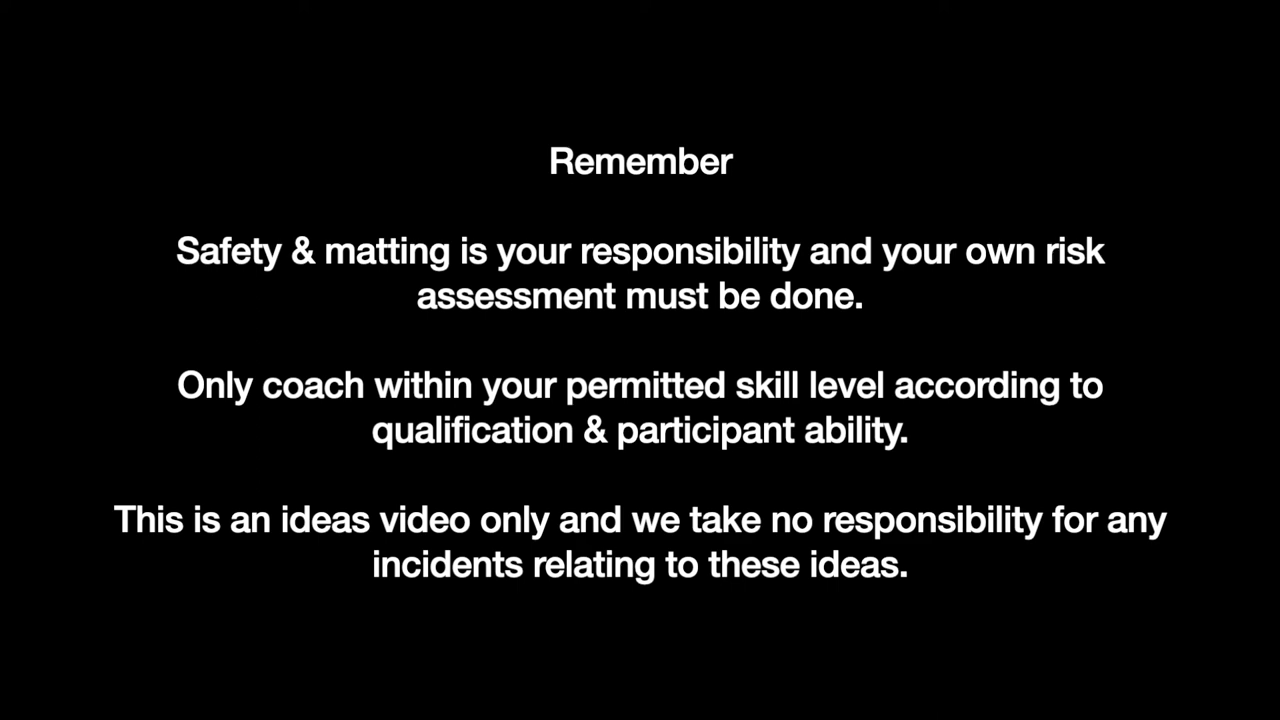 Remember
Safety & matting is your responsibility and your own risk
assessment must be done.
Only coach within your permitted skill level according to
qualification & participant ability.
This is an ideas video only and we take no responsibility for any
incidents relating to these ideas.